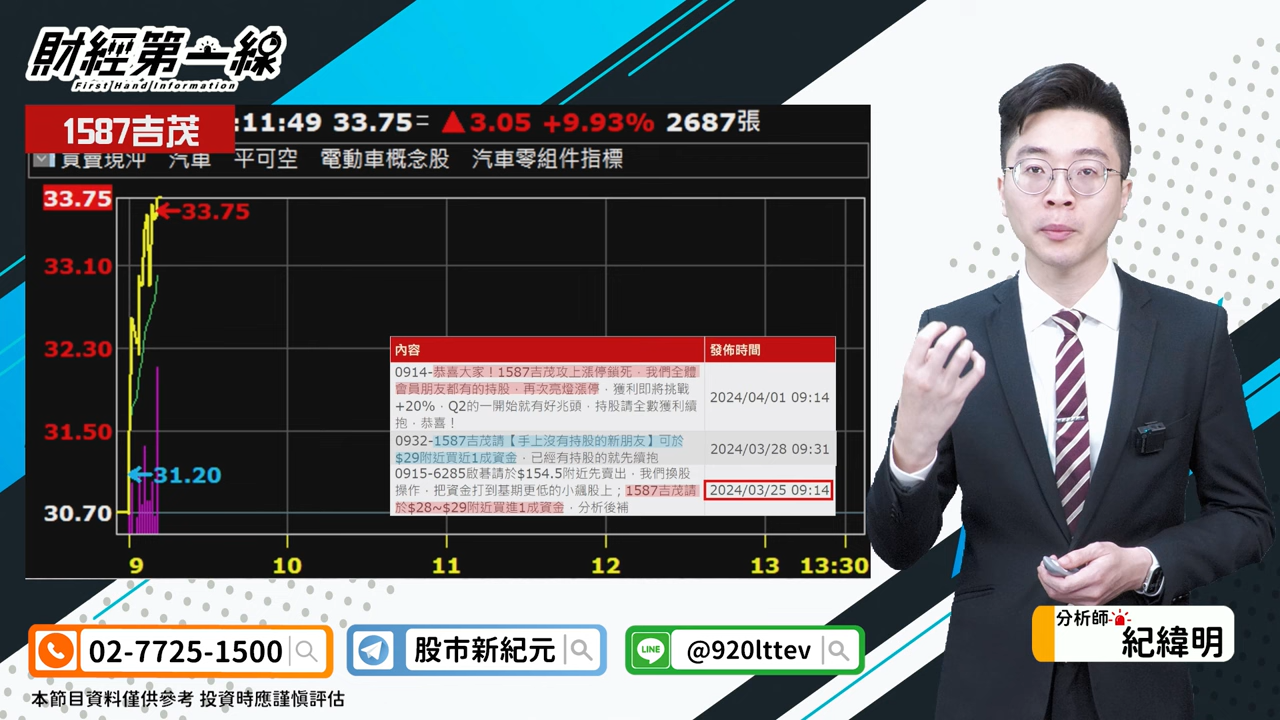 財經第一線
First Hand Information
1587吉茂
:11:49 33.75= ▲3.05 +9.93% 2687張
買賣現沖 汽車 平可空 電動車概念股 汽車零組件指標
33.75
33.10
32.30
31.50
30.70
←33.75
←31.20
9 10 11 12 13 13:30
內容 發佈時間
0914-恭喜大家！1587吉茂攻上漲停鎖死，我們全體
會員朋友都有的持股，再次亮燈漲停，獲利即將挑戰
+20%，Q2的一開始就有好兆頭，持股請全數獲利續
抱，恭喜！
2024/04/01 09:14
0932-1587吉茂請【手上沒有持股的新朋友】可於
$29附近買近1成資金，已經有持股的就先續抱
2024/03/28 09:31
0915-6285啟碁請於$154.5附近先賣出，我們換股
操作，把資金打到基期更低的小飆股上；1587吉茂請
於$28~$29附近買進1成資金，分析後補
2024/03/25 09:14
分析師
紀緯明
02-7725-1500
股市新紀元
LINE
@920lttev
本節目資料僅供參考 投資時應謹慎評估